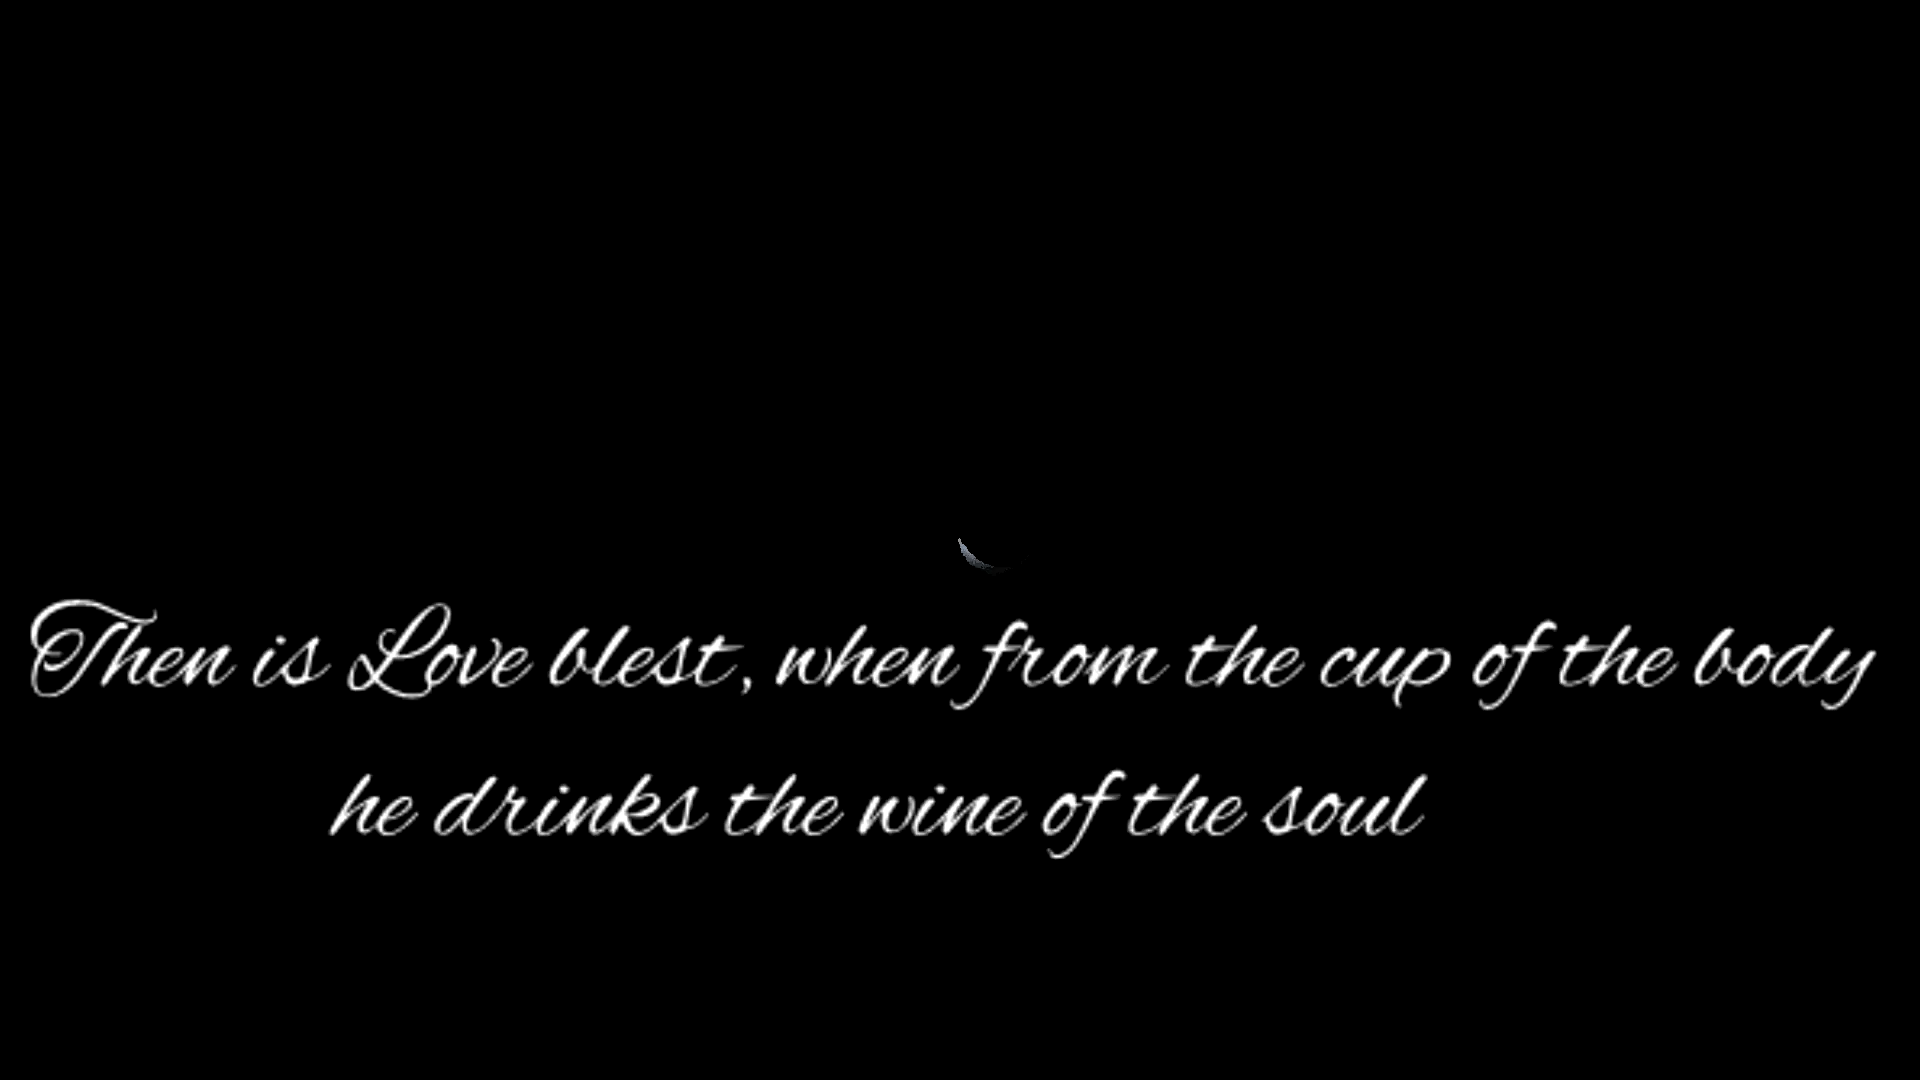 Then is Love blest, when from the cup of the body
he drinks the wine of the soul